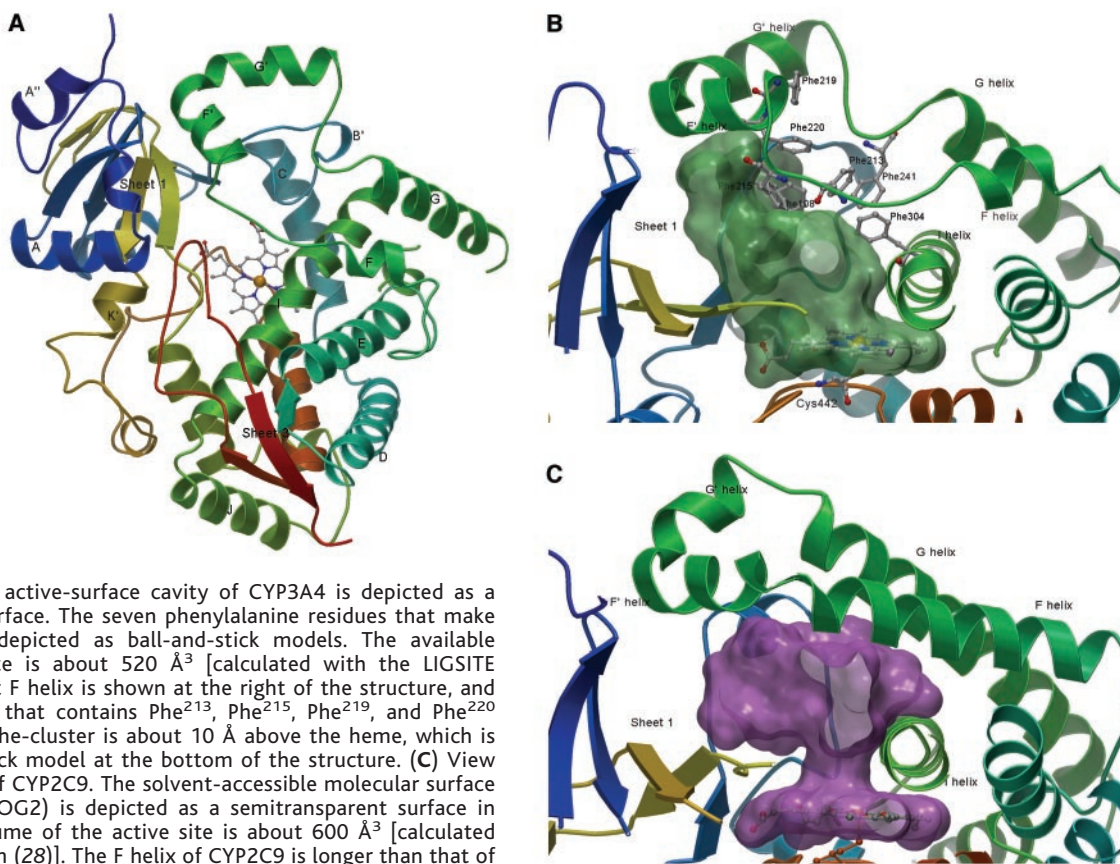 A
A''
G'
F'
B'
C
Sheet 1
G
A
F
K'
I
E
Sheet 3
D
J
B
G' helix
Phe219
G helix
F' helix
Phe220
Phe213
Phe241
Phe215
Phe304
Sheet 1
F helix
I helix
Cys442
C
G' helix
G helix
F' helix
F helix
Sheet 1
I helix
active-surface cavity of CYP3A4 is depicted as a
rface. The seven phenylalanine residues that make
depicted as ball-and-stick models. The available
te is about 520 Å³ [calculated with the LIGSITE
t F helix is shown at the right of the structure, and
that contains Phe²¹³, Phe²¹⁵, Phe²¹⁹, and Phe²²⁰
he-cluster is about 10 Å above the heme, which is
ck model at the bottom of the structure. (C) View
f CYP2C9. The solvent-accessible molecular surface
OG2) is depicted as a semitransparent surface in
ume of the active site is about 600 Å³ [calculated
n (28)]. The F helix of CYP2C9 is longer than that of